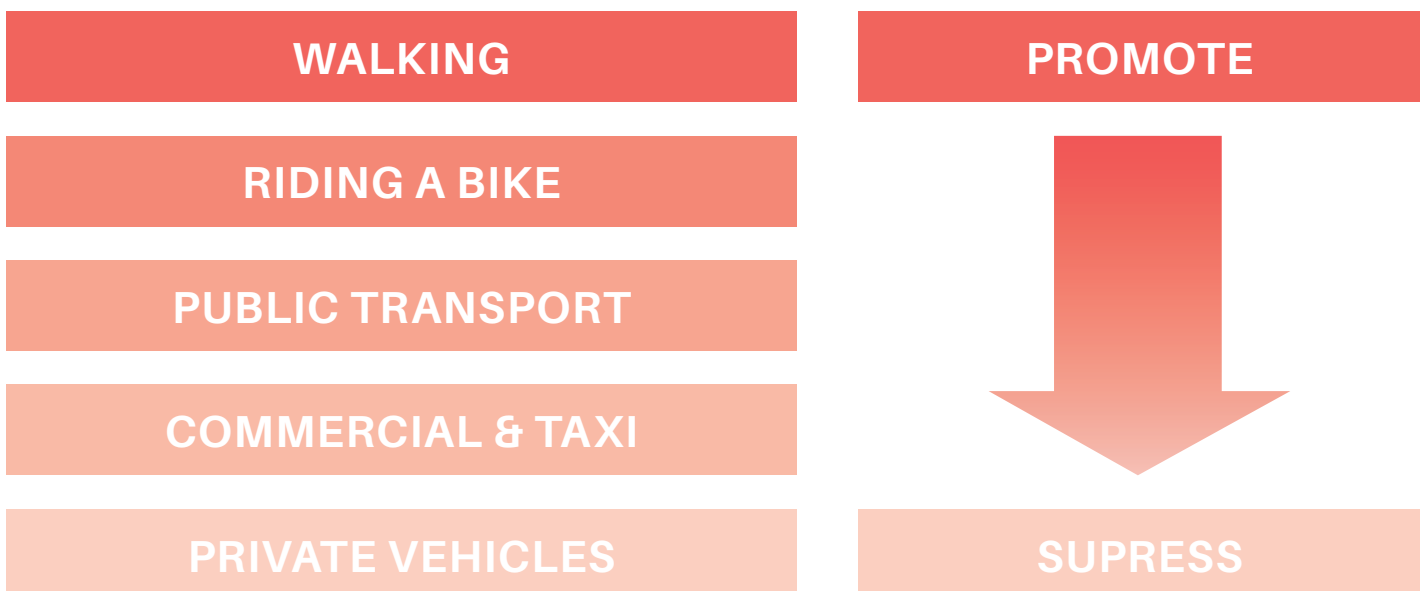 WALKING
PROMOTE
RIDING A BIKE
PUBLIC TRANSPORT
COMMERCIAL & TAXI
PRIVATE VEHICLES
SUPRESS